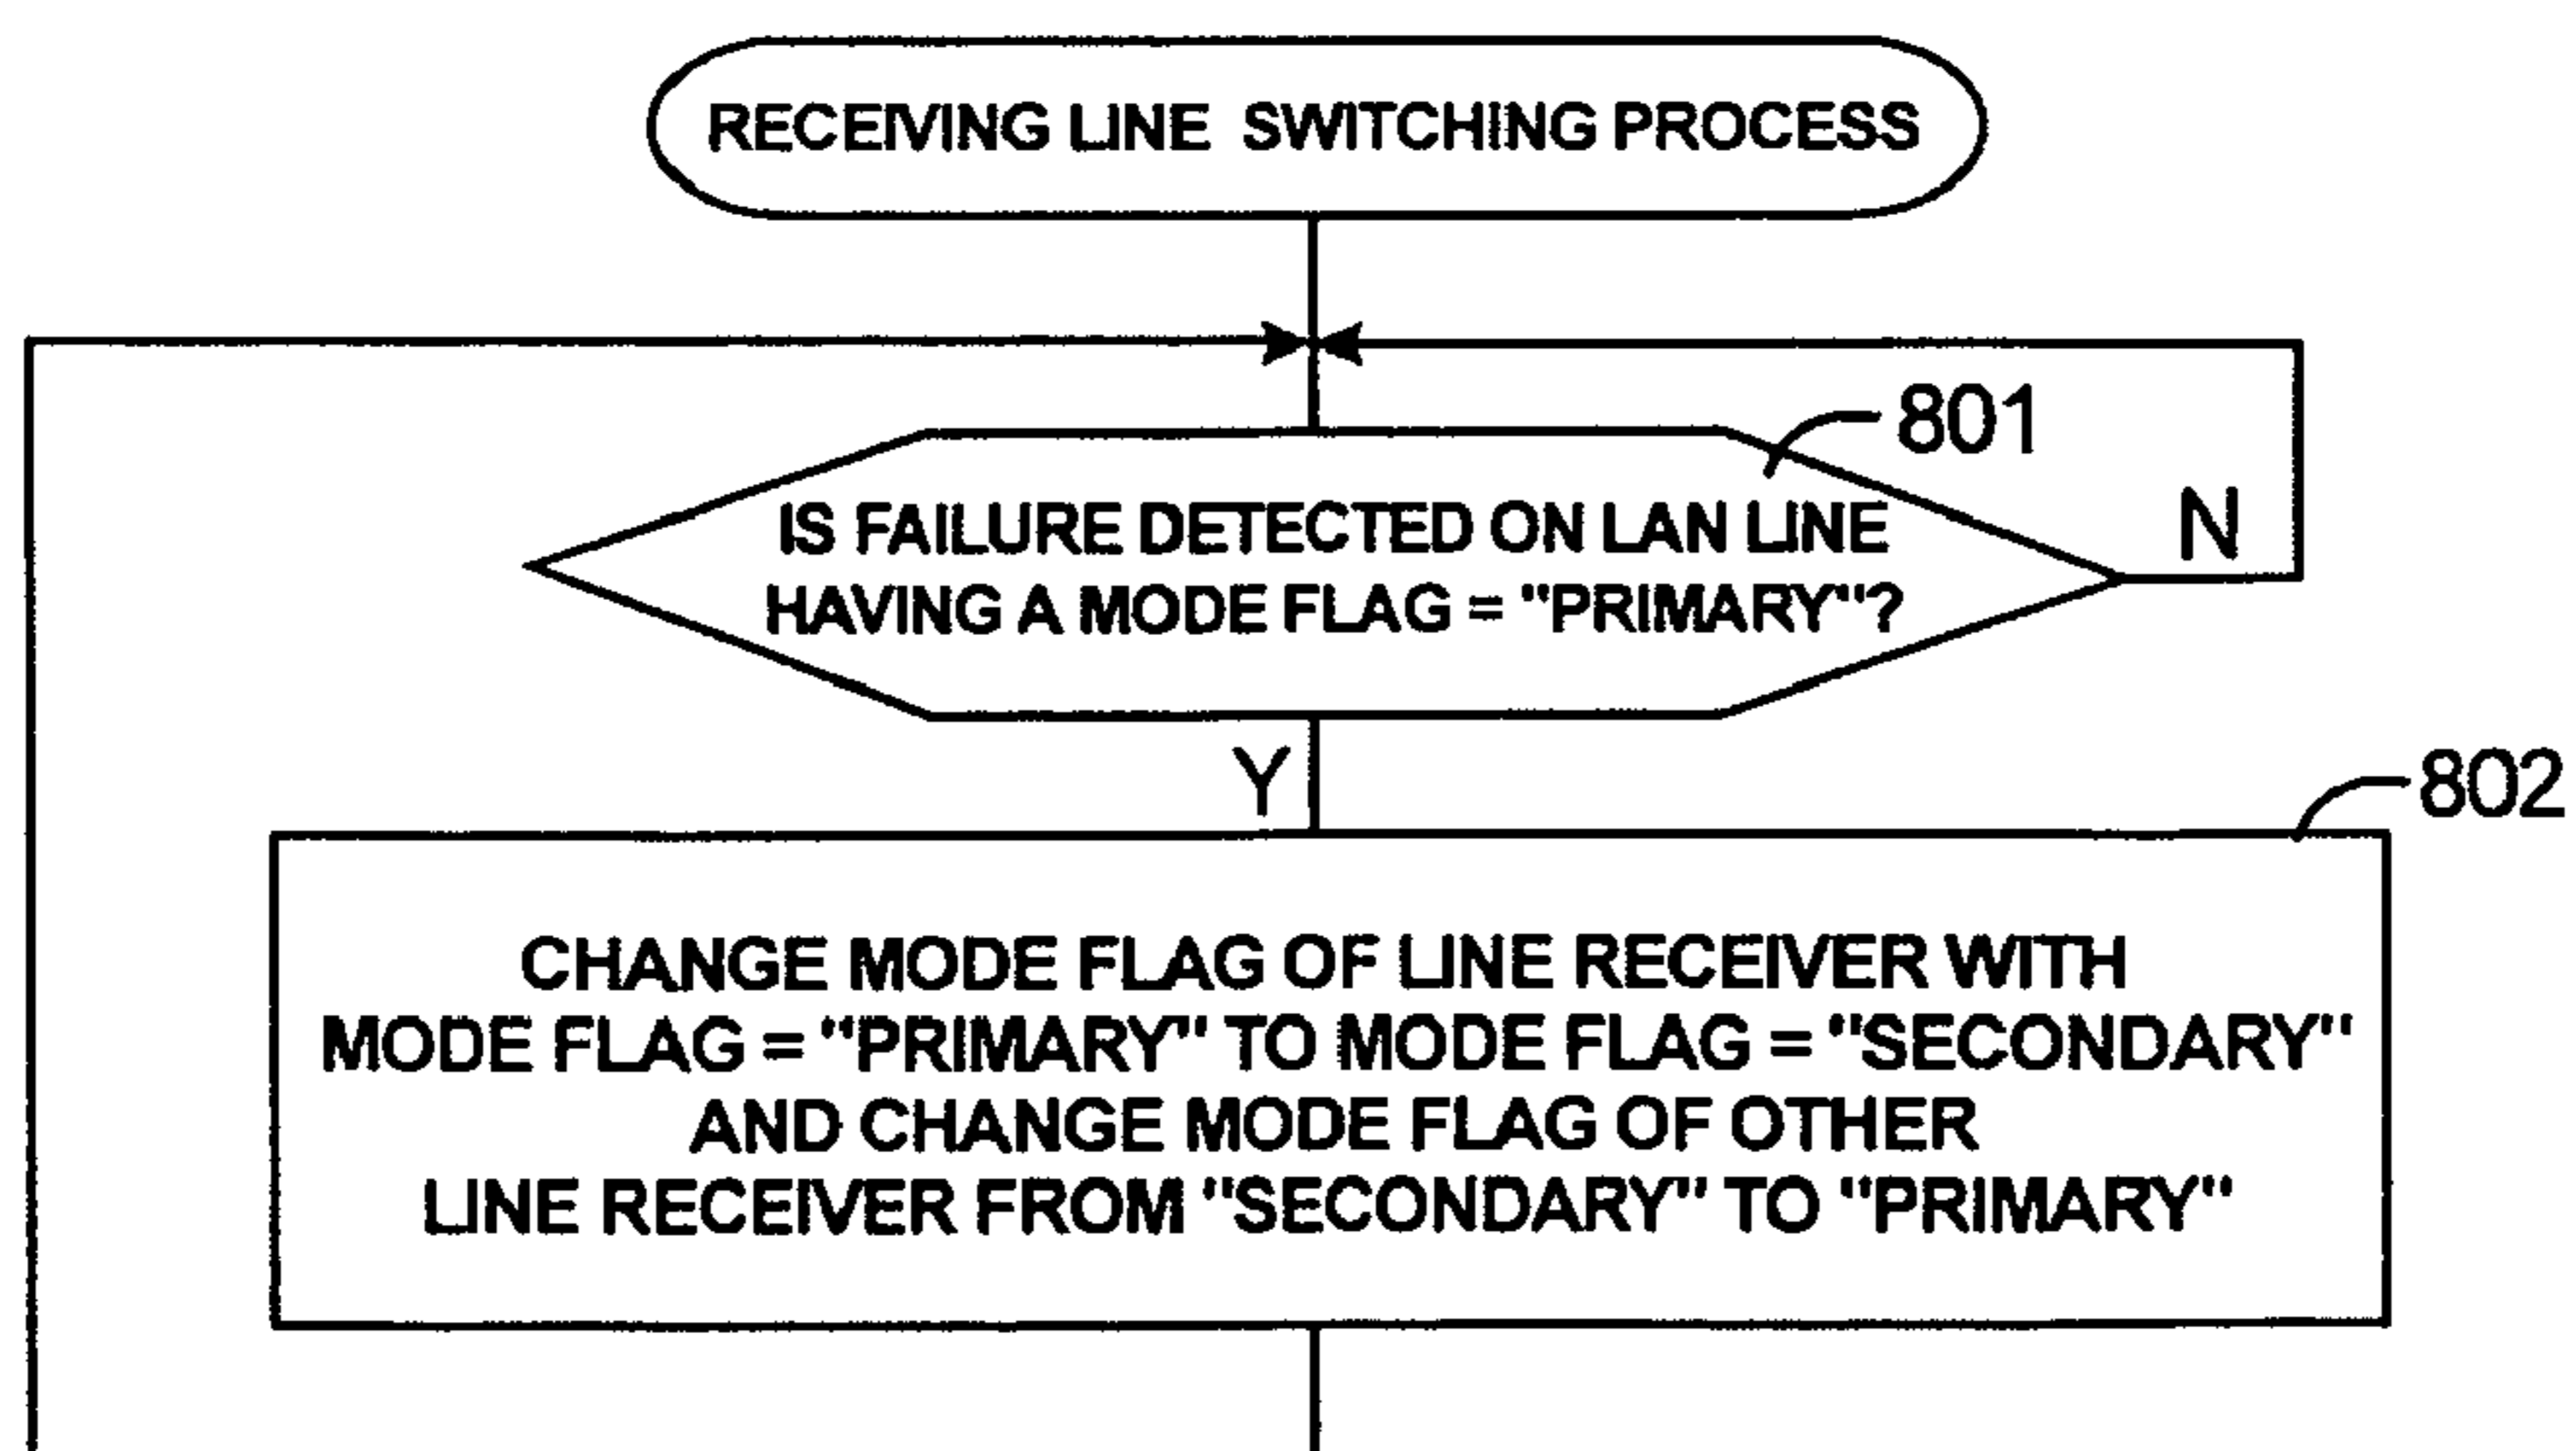 RECEIVING LINE SWITCHING PROCESS
801
IS FAILURE DETECTED ON LAN LINE
HAVING A MODE FLAG = "PRIMARY"?
N
Y
802
CHANGE MODE FLAG OF LINE RECEIVER WITH
MODE FLAG = "PRIMARY" TO MODE FLAG = "SECONDARY"
AND CHANGE MODE FLAG OF OTHER
LINE RECEIVER FROM "SECONDARY" TO "PRIMARY"